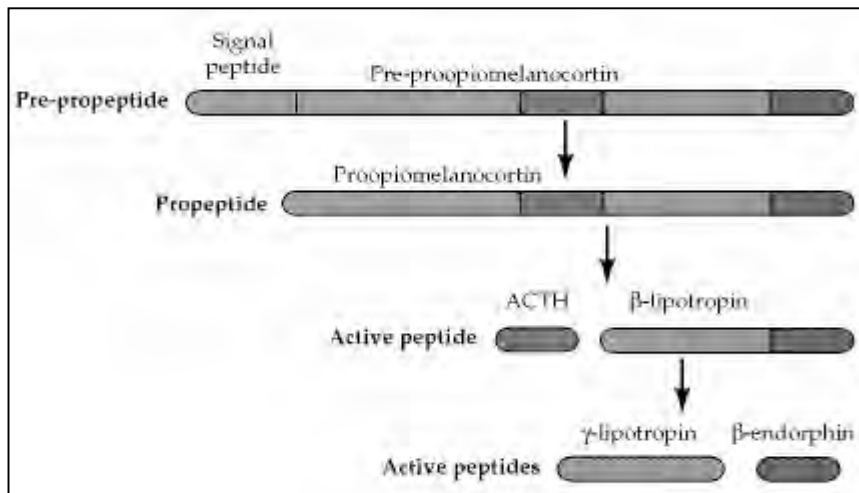 Signal
peptide
Pre-proopiomelanocortin
Pre-propeptide
Proopiomelanocortin
Propeptide
ACTH β-lipotropin
Active peptide
γ-lipotropin β-endorphin
Active peptides